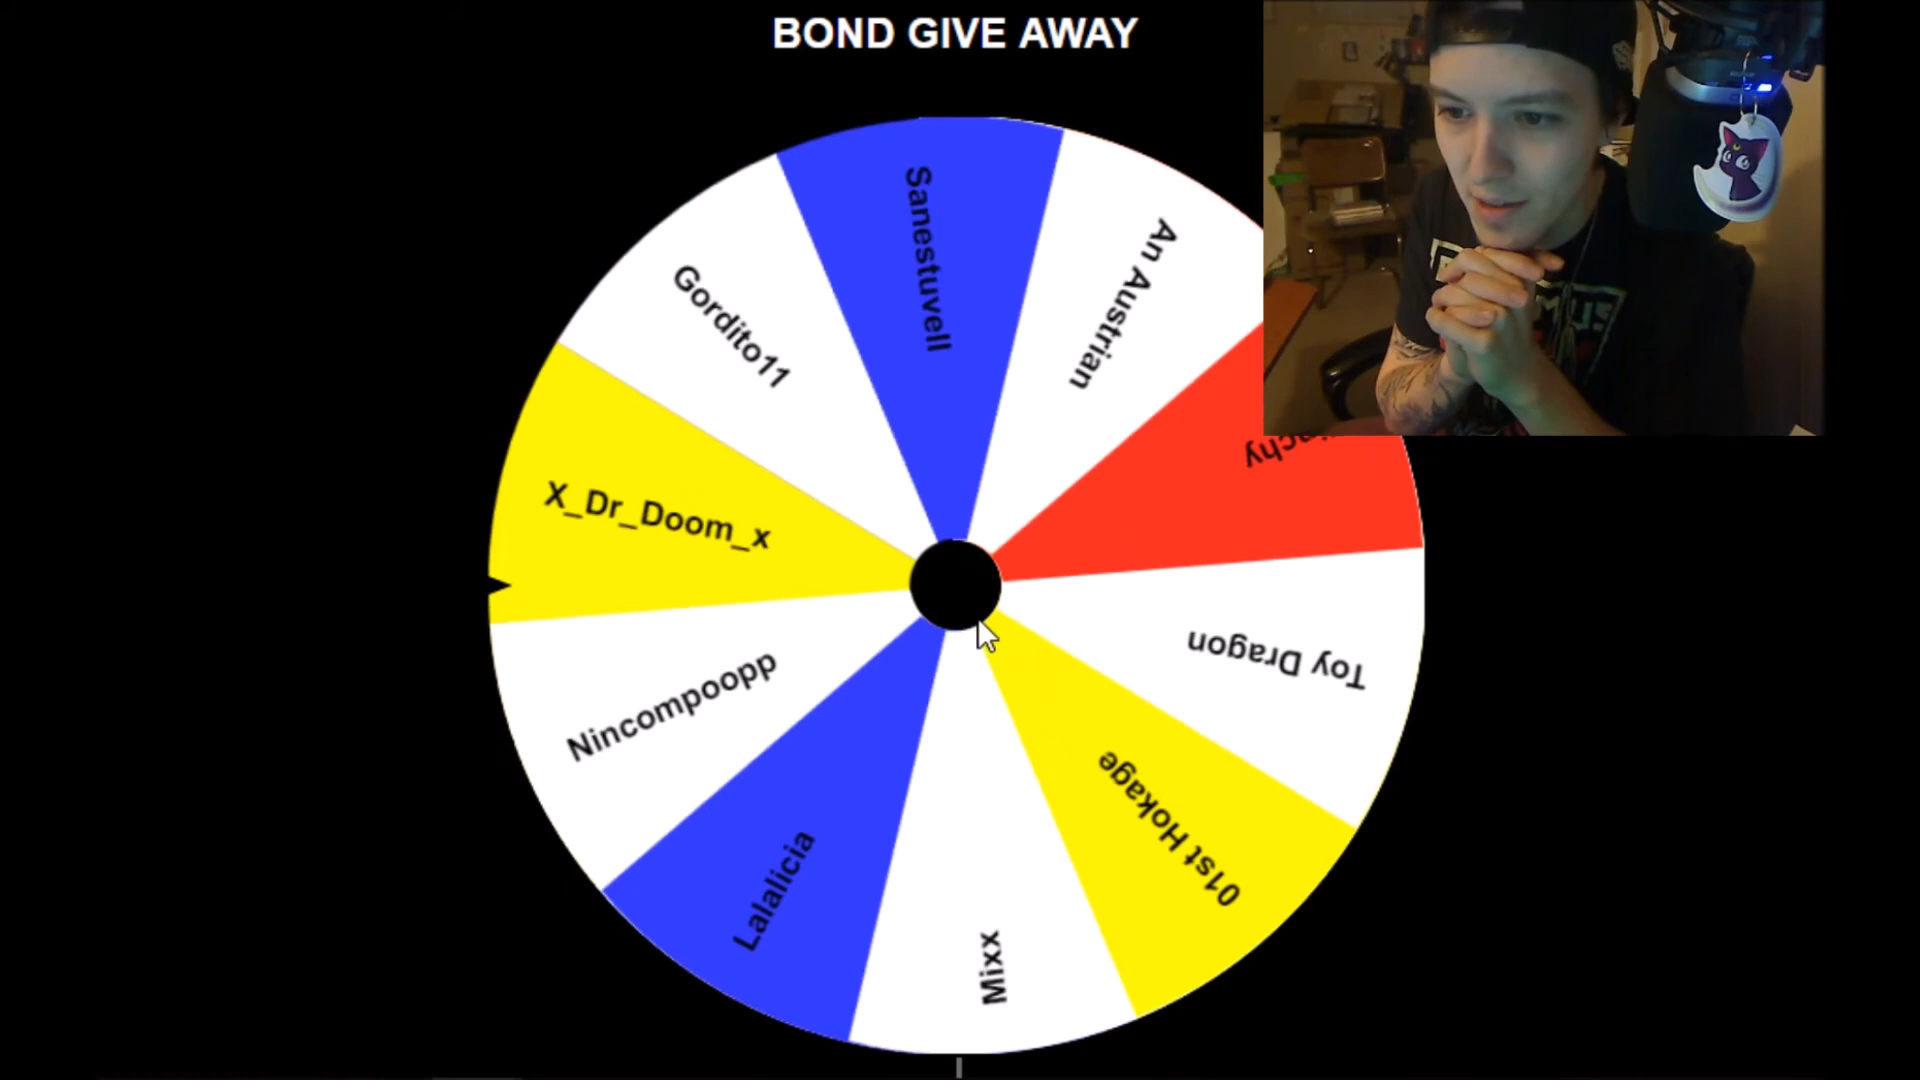 BOND GIVE AWAY
Sanestuvell
An Austrian
Gordito11
X_Dr_Doom_x
Toy Dragon
Nincompoopp
01st Hokage
Lalalicia
Mixx